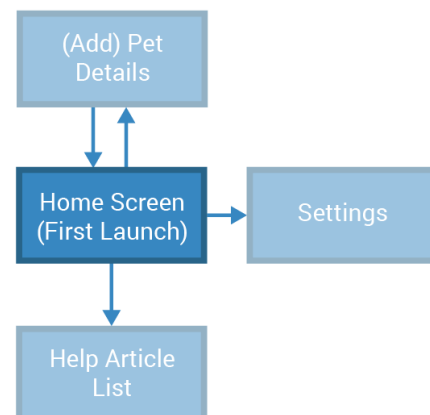 (Add) Pet
Details
Home Screen
(First Launch)
Settings
Help Article
List